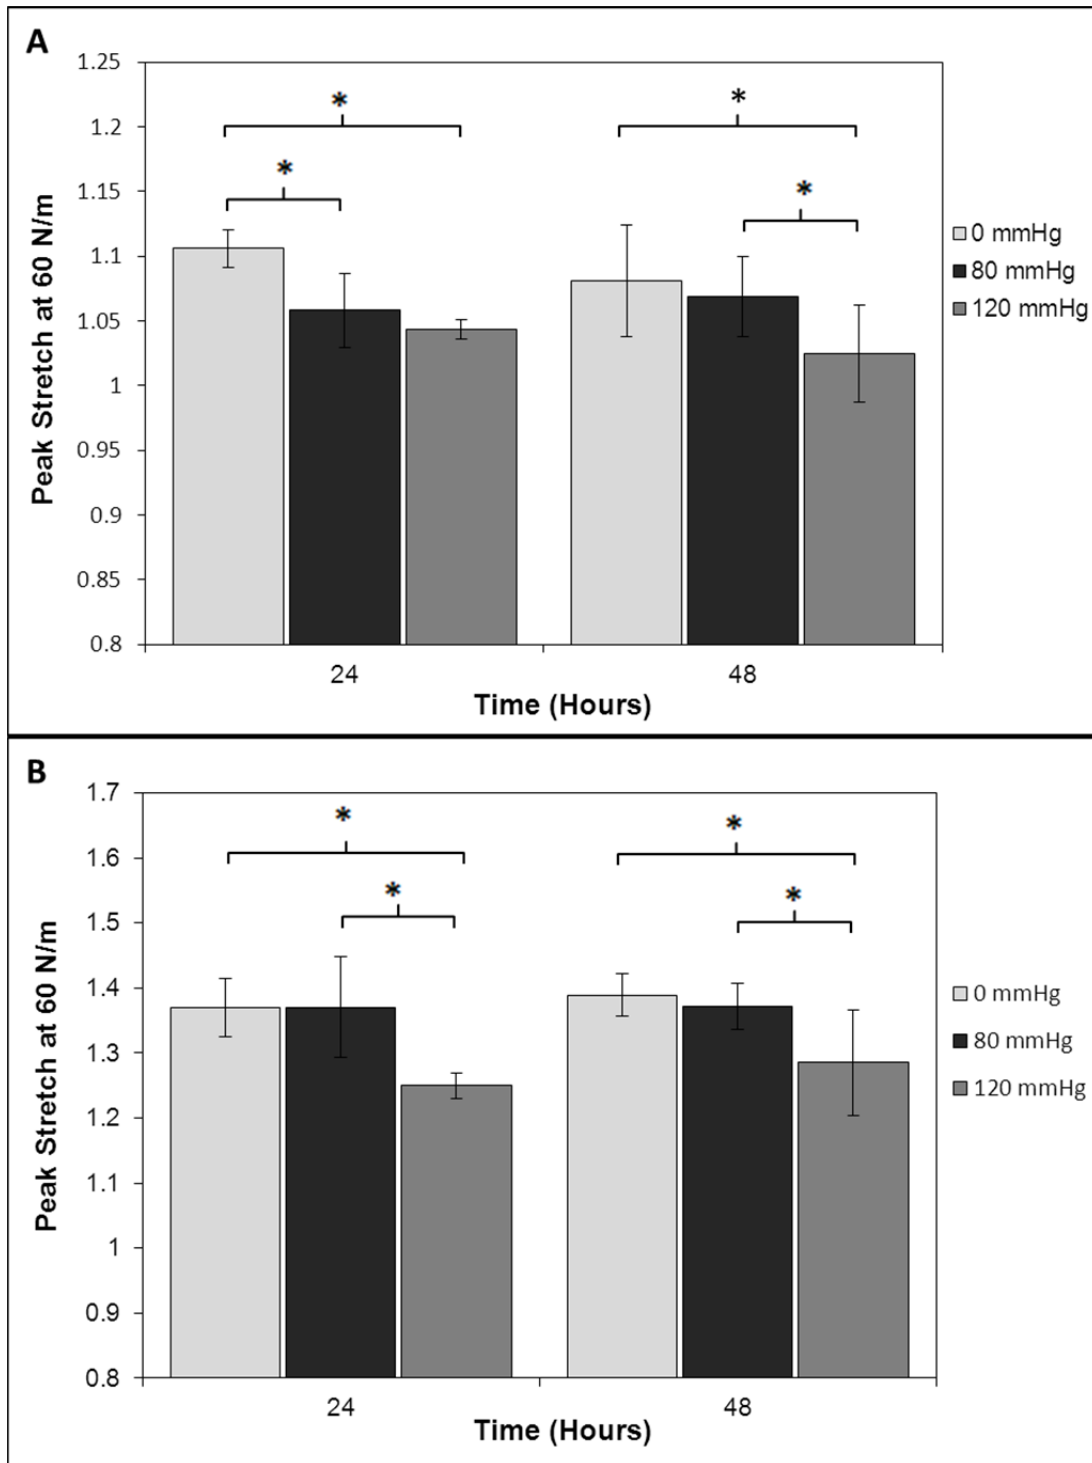 A
1.25
1.2
1.15
1.1
1.05
1
0.95
0.9
0.85
0.8
Peak Stretch at 60 N/m
*
*
*
*
0 mmHg
80 mmHg
120 mmHg
24
48
Time (Hours)
B
1.7
1.6
1.5
1.4
1.3
1.2
1.1
1
0.9
0.8
Peak Stretch at 60 N/m
*
*
*
*
0 mmHg
80 mmHg
120 mmHg
24
48
Time (Hours)